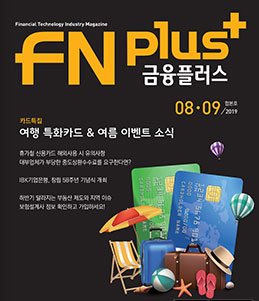 Financial Technology Industry Magazine
FN plus+
금융플러스
08·09 /2019
카드특집
여행 특화카드 & 여름 이벤트 소식
휴가철 신용카드 해외사용 시 유의사항
대부업체가 부당한 중도상환수수료를 요구한다면?
IBK기업은행, 창립 58주년 기념식 개최
하반기 달라지는 부동산 제도와 지역 이슈
보험설계사 정보 확인하고 가입하세요!